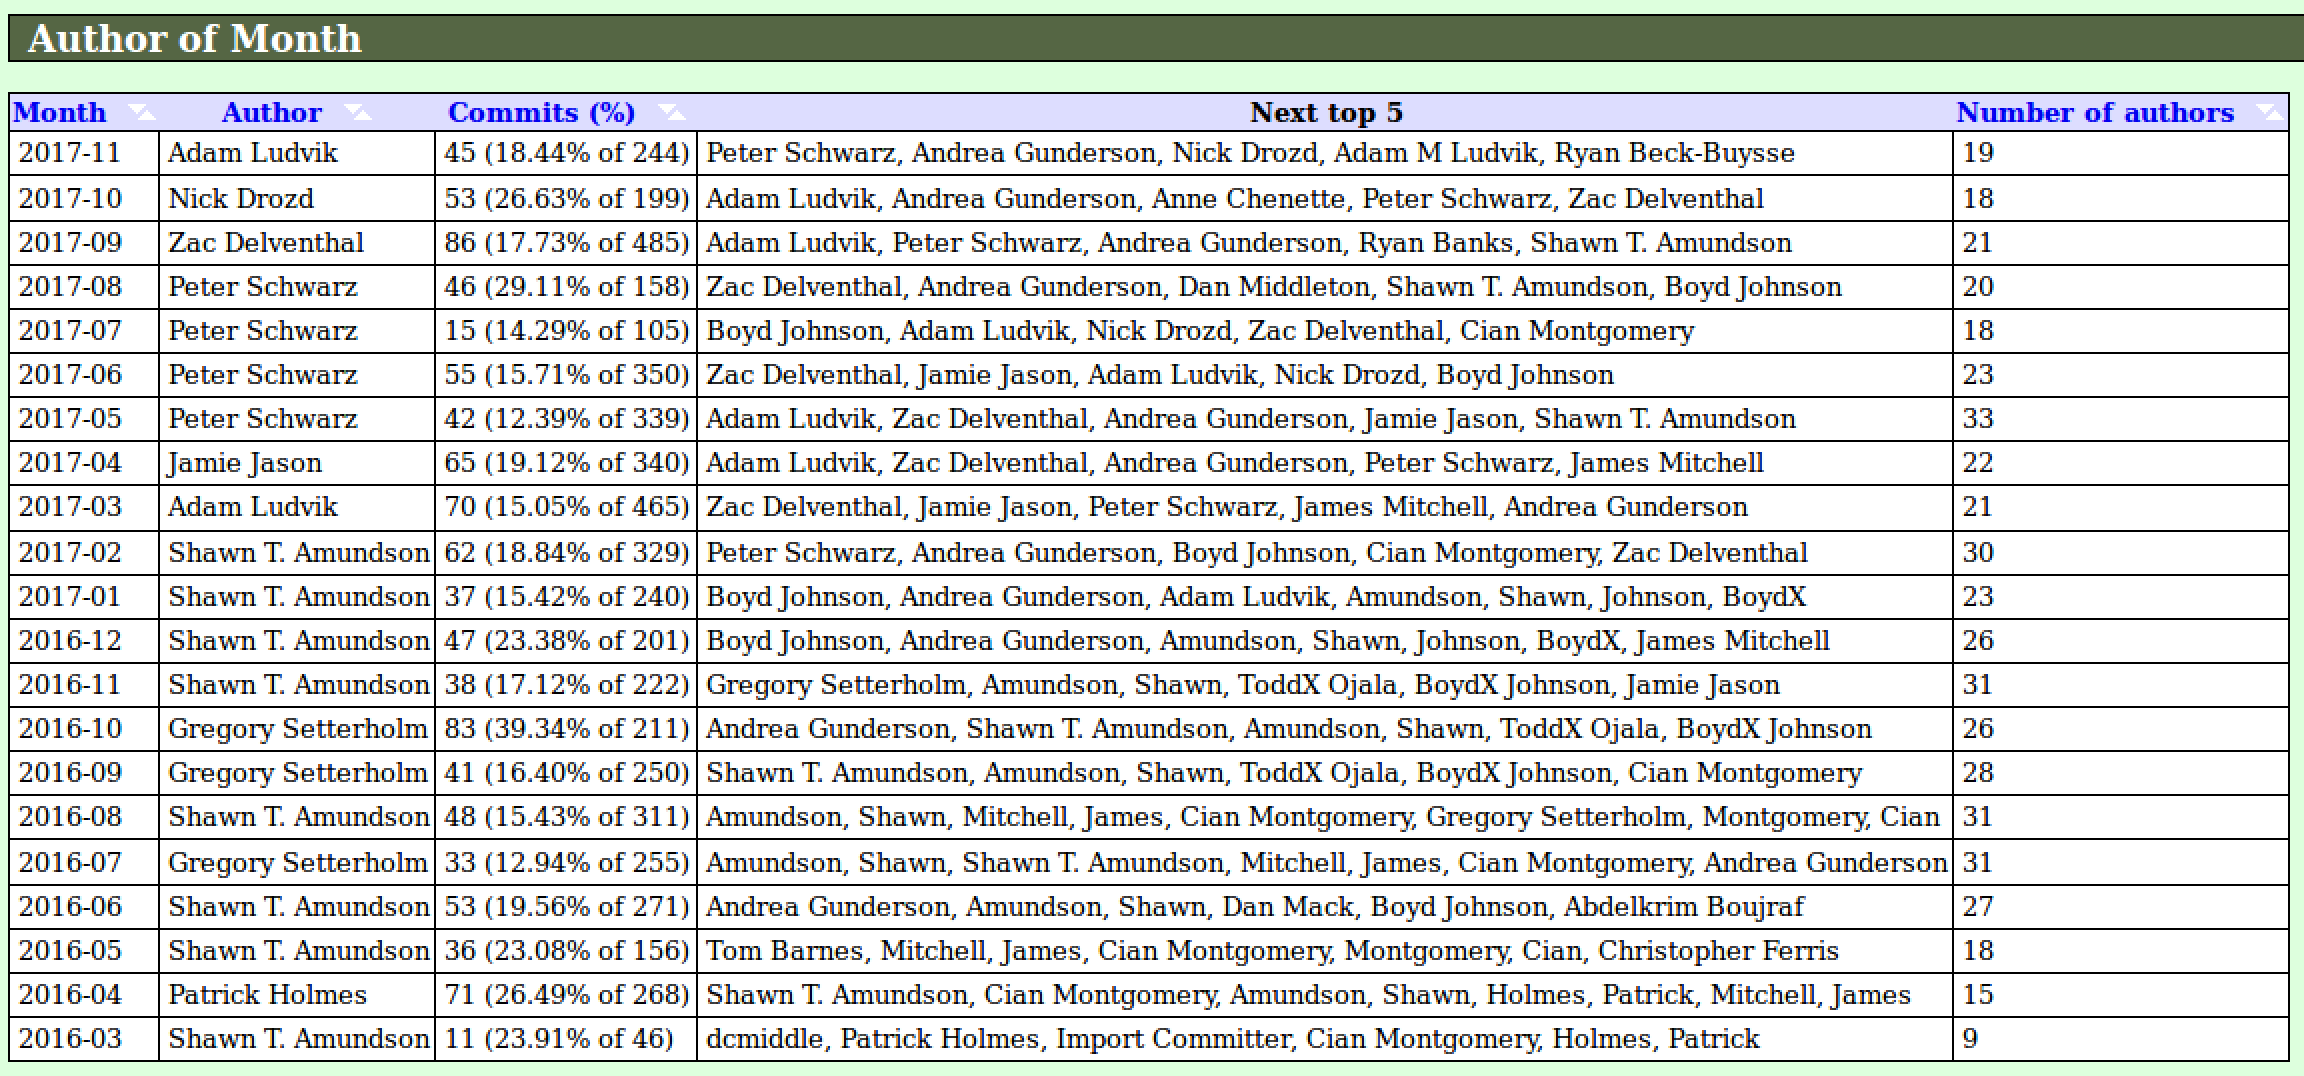 Author of Month
Month Author Commits (%) Next top 5 Number of authors
2017-11 Adam Ludvik 45 (18.44% of 244) Peter Schwarz, Andrea Gunderson, Nick Drozd, Adam M Ludvik, Ryan Beck-Buysse 19
2017-10 Nick Drozd 53 (26.63% of 199) Adam Ludvik, Andrea Gunderson, Anne Chenette, Peter Schwarz, Zac Delventhal 18
2017-09 Zac Delventhal 86 (17.73% of 485) Adam Ludvik, Peter Schwarz, Andrea Gunderson, Ryan Banks, Shawn T. Amundson 21
2017-08 Peter Schwarz 46 (29.11% of 158) Zac Delventhal, Andrea Gunderson, Dan Middleton, Shawn T. Amundson, Boyd Johnson 20
2017-07 Peter Schwarz 15 (14.29% of 105) Boyd Johnson, Adam Ludvik, Nick Drozd, Zac Delventhal, Cian Montgomery 18
2017-06 Peter Schwarz 55 (15.71% of 350) Zac Delventhal, Jamie Jason, Adam Ludvik, Nick Drozd, Boyd Johnson 23
2017-05 Peter Schwarz 42 (12.39% of 339) Adam Ludvik, Zac Delventhal, Andrea Gunderson, Jamie Jason, Shawn T. Amundson 33
2017-04 Jamie Jason 65 (19.12% of 340) Adam Ludvik, Zac Delventhal, Andrea Gunderson, Peter Schwarz, James Mitchell 22
2017-03 Adam Ludvik 70 (15.05% of 465) Zac Delventhal, Jamie Jason, Peter Schwarz, James Mitchell, Andrea Gunderson 21
2017-02 Shawn T. Amundson 62 (18.84% of 329) Peter Schwarz, Andrea Gunderson, Boyd Johnson, Cian Montgomery, Zac Delventhal 30
2017-01 Shawn T. Amundson 37 (15.42% of 240) Boyd Johnson, Andrea Gunderson, Adam Ludvik, Amundson, Shawn, Johnson, BoydX 23
2016-12 Shawn T. Amundson 47 (23.38% of 201) Boyd Johnson, Andrea Gunderson, Amundson, Shawn, Johnson, BoydX, James Mitchell 26
2016-11 Shawn T. Amundson 38 (17.12% of 222) Gregory Setterholm, Amundson, Shawn, ToddX Ojala, BoydX Johnson, Jamie Jason 31
2016-10 Gregory Setterholm 83 (39.34% of 211) Andrea Gunderson, Shawn T. Amundson, Amundson, Shawn, ToddX Ojala, BoydX Johnson 26
2016-09 Gregory Setterholm 41 (16.40% of 250) Shawn T. Amundson, Amundson, Shawn, ToddX Ojala, BoydX Johnson, Cian Montgomery 28
2016-08 Shawn T. Amundson 48 (15.43% of 311) Amundson, Shawn, Mitchell, James, Cian Montgomery, Gregory Setterholm, Montgomery, Cian 31
2016-07 Gregory Setterholm 33 (12.94% of 255) Amundson, Shawn, Shawn T. Amundson, Mitchell, James, Cian Montgomery, Andrea Gunderson 31
2016-06 Shawn T. Amundson 53 (19.56% of 271) Andrea Gunderson, Amundson, Shawn, Dan Mack, Boyd Johnson, Abdelkrim Boujraf 27
2016-05 Shawn T. Amundson 36 (23.08% of 156) Tom Barnes, Mitchell, James, Cian Montgomery, Montgomery, Cian, Christopher Ferris 18
2016-04 Patrick Holmes 71 (26.49% of 268) Shawn T. Amundson, Cian Montgomery, Amundson, Shawn, Holmes, Patrick, Mitchell, James 15
2016-03 Shawn T. Amundson 11 (23.91% of 46) dcmiddle, Patrick Holmes, Import Committer, Cian Montgomery, Holmes, Patrick 9